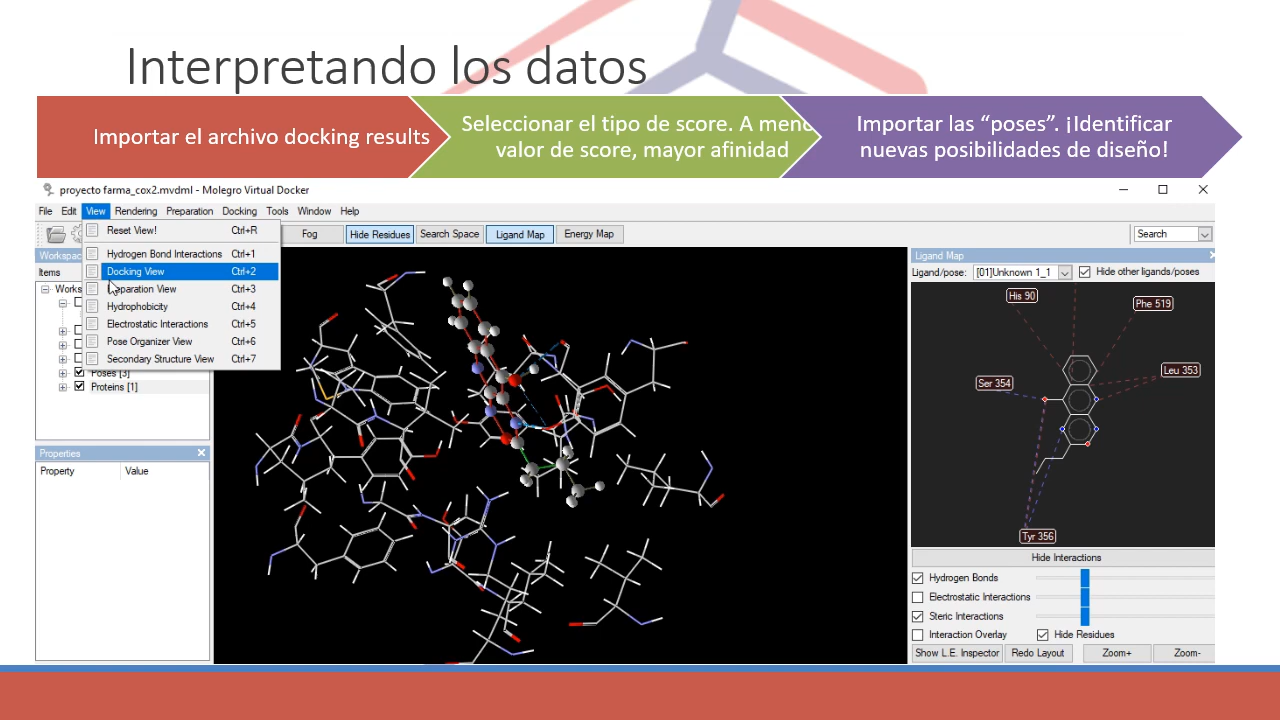 Interpretando los datos
Importar el archivo docking results
Seleccionar el tipo de score. A meno
valor de score, mayor afinidad
Importar las “poses”. ¡Identificar
nuevas posibilidades de diseño!
proyecto farma_cox2.mvdml - Molegro Virtual Docker
File Edit View Rendering Preparation Docking Tools Window Help
Fog Hide Residues Search Space Ligand Map Energy Map Search
Workspac
Items
Works
Reset View! Ctrl+R
Hydrogen Bond Interactions Ctrl+1
Docking View Ctrl+2
paration View Ctrl+3
Hydrophobicity Ctrl+4
Electrostatic Interactions Ctrl+5
Pose Organizer View Ctrl+6
Secondary Structure View Ctrl+7
Poses [3]
Proteins [1]
Properties
Property Value
Ligand Map
Ligand/pose: [01]Unknown 1_1 Hide other ligands/poses
His 90
Phe 519
Leu 353
Ser 354
Tyr 356
Hide Interactions
Hydrogen Bonds
Electrostatic Interactions
Steric Interactions
Interaction Overlay Hide Residues
Show L.E. Inspector Redo Layout Zoom+ Zoom-